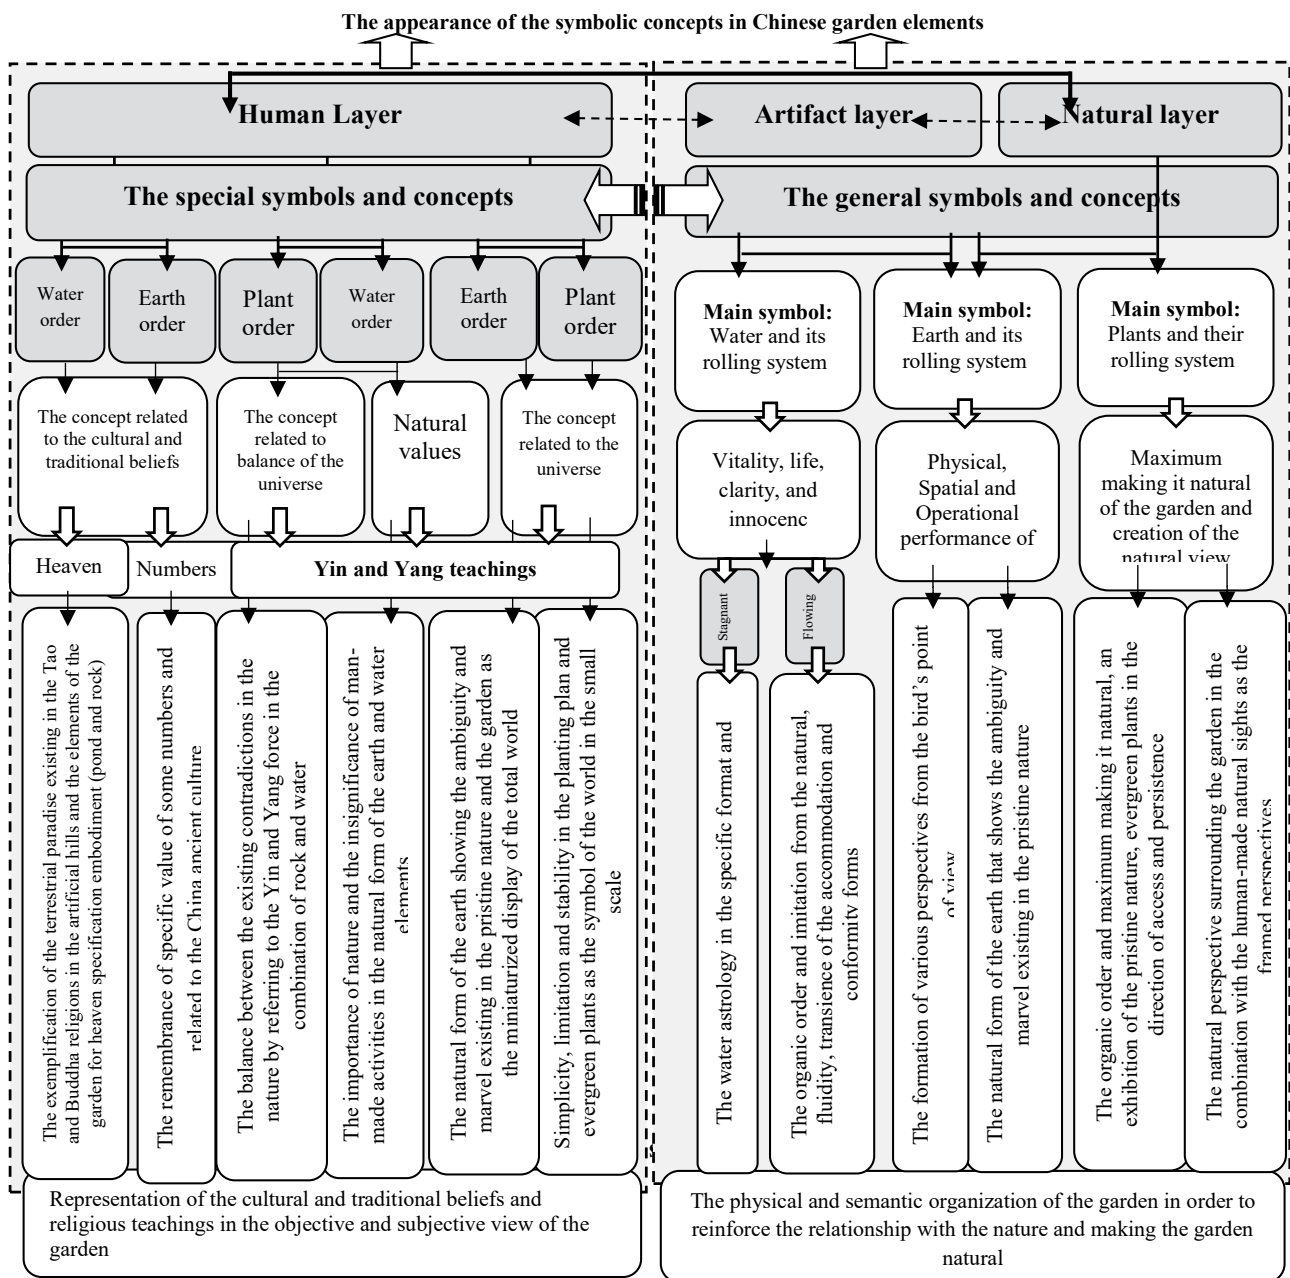 The appearance of the symbolic concepts in Chinese garden elements
Human Layer
Artifact layer
Natural layer
The special symbols and concepts
The general symbols and concepts
Water
order
Earth
order
Plant
order
Water
order
Earth
order
Plant
order
Main symbol:
Water and its
rolling system
Main symbol:
Earth and its
rolling system
Main symbol:
Plants and their
rolling system
The concept related
to the cultural and
traditional beliefs
The concept
related to
balance of the
universe
Natural
values
The concept
related to the
universe
Vitality, life,
clarity, and
innocenc
Physical,
Spatial and
Operational
performance of
Maximum
making it natural
of the garden and
creation of the
natural view
Heaven
Numbers
Yin and Yang teachings
Stagnant
Flowing
The exemplification of the terrestrial paradise existing in the Tao
and Buddha religions in the artificial hills and the elements of the
garden for heaven specification embodiment (pond and rock)
The remembrance of specific value of some numbers and
related to the China ancient culture
The balance between the existing contradictions in the
nature by referring to the Yin and Yang force in the
combination of rock and water
The importance of nature and the insignificance of man-
made activities in the natural form of the earth and water
elements
The natural form of the earth showing the ambiguity and
marvel existing in the pristine nature and the garden as
the miniaturized display of the total world
Simplicity, limitation and stability in the planting plan and
evergreen plants as the symbol of the world in the small
scale
The water astrology in the specific format and
The organic order and imitation from the natural,
fluidity, transience of the accommodation and
conformity forms
The formation of various perspectives from the bird's point
of view
The natural form of the earth that shows the ambiguity and
marvel existing in the pristine nature
The organic order and maximum making it natural, an
exhibition of the pristine nature, evergreen plants in the
direction of access and persistence
The natural perspective surrounding the garden in the
combination with the human-made natural sights as the
framed perspectives
Representation of the cultural and traditional beliefs and
religious teachings in the objective and subjective view of the
garden
The physical and semantic organization of the garden in order to
reinforce the relationship with the nature and making the garden
natural